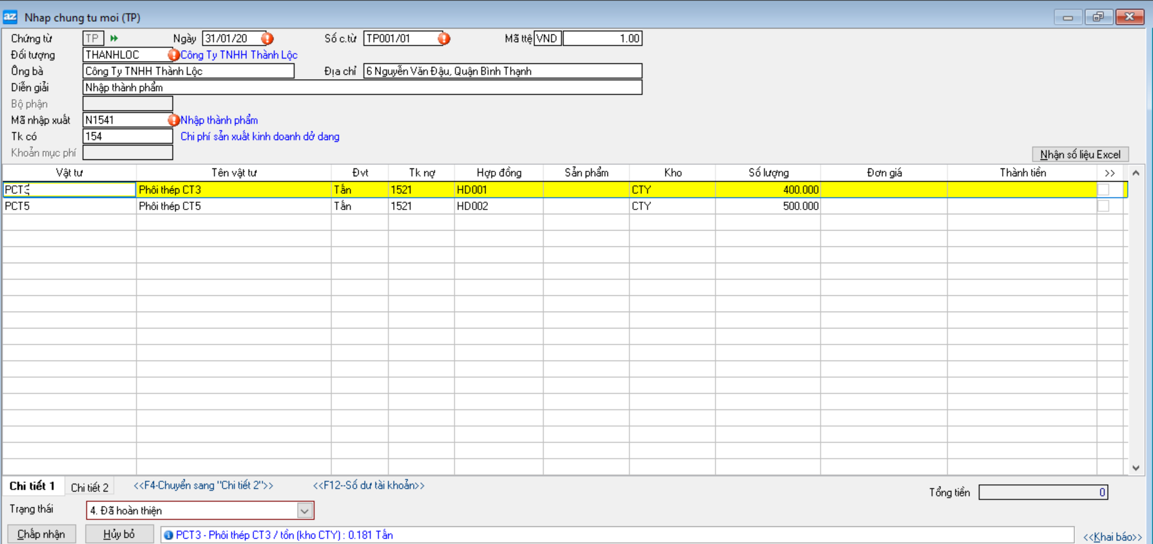 Nhap chung tu moi (TP)
Chứng từ TP Ngày 31/01/20 Số c.từ TP001/01 Mã ttệ VND 1.00
Đối tượng THANHLOC Công Ty TNHH Thành Lộc
Ông bà Công Ty TNHH Thành Lộc Địa chỉ 6 Nguyễn Văn Đậu, Quận Bình Thạnh
Diễn giải Nhập thành phẩm
Bộ phận
Mã nhập xuất N1541 Nhập thành phẩm
Tk có 154 Chi phí sản xuất kinh doanh dở dang
Khoản mục phí
Nhận số liệu Excel
Vật tư Tên vật tư Đvt Tk nợ Hợp đồng Sản phẩm Kho Số lượng Đơn giá Thành tiền >>
PCT3 Phôi thép CT3 Tấn 1521 HD001 CTY 400.000
PCT5 Phôi thép CT5 Tấn 1521 HD002 CTY 500.000
Chi tiết 1 Chi tiết 2 <<F4-Chuyển sang "Chi tiết 2">> <<F12--Số dư tài khoản>>
Tổng tiền 0
Trạng thái 4. Đã hoàn thiện
Chấp nhận Hủy bỏ PCT3 - Phôi thép CT3 / tồn (kho CTY) : 0.181 Tấn <<Khai báo>>